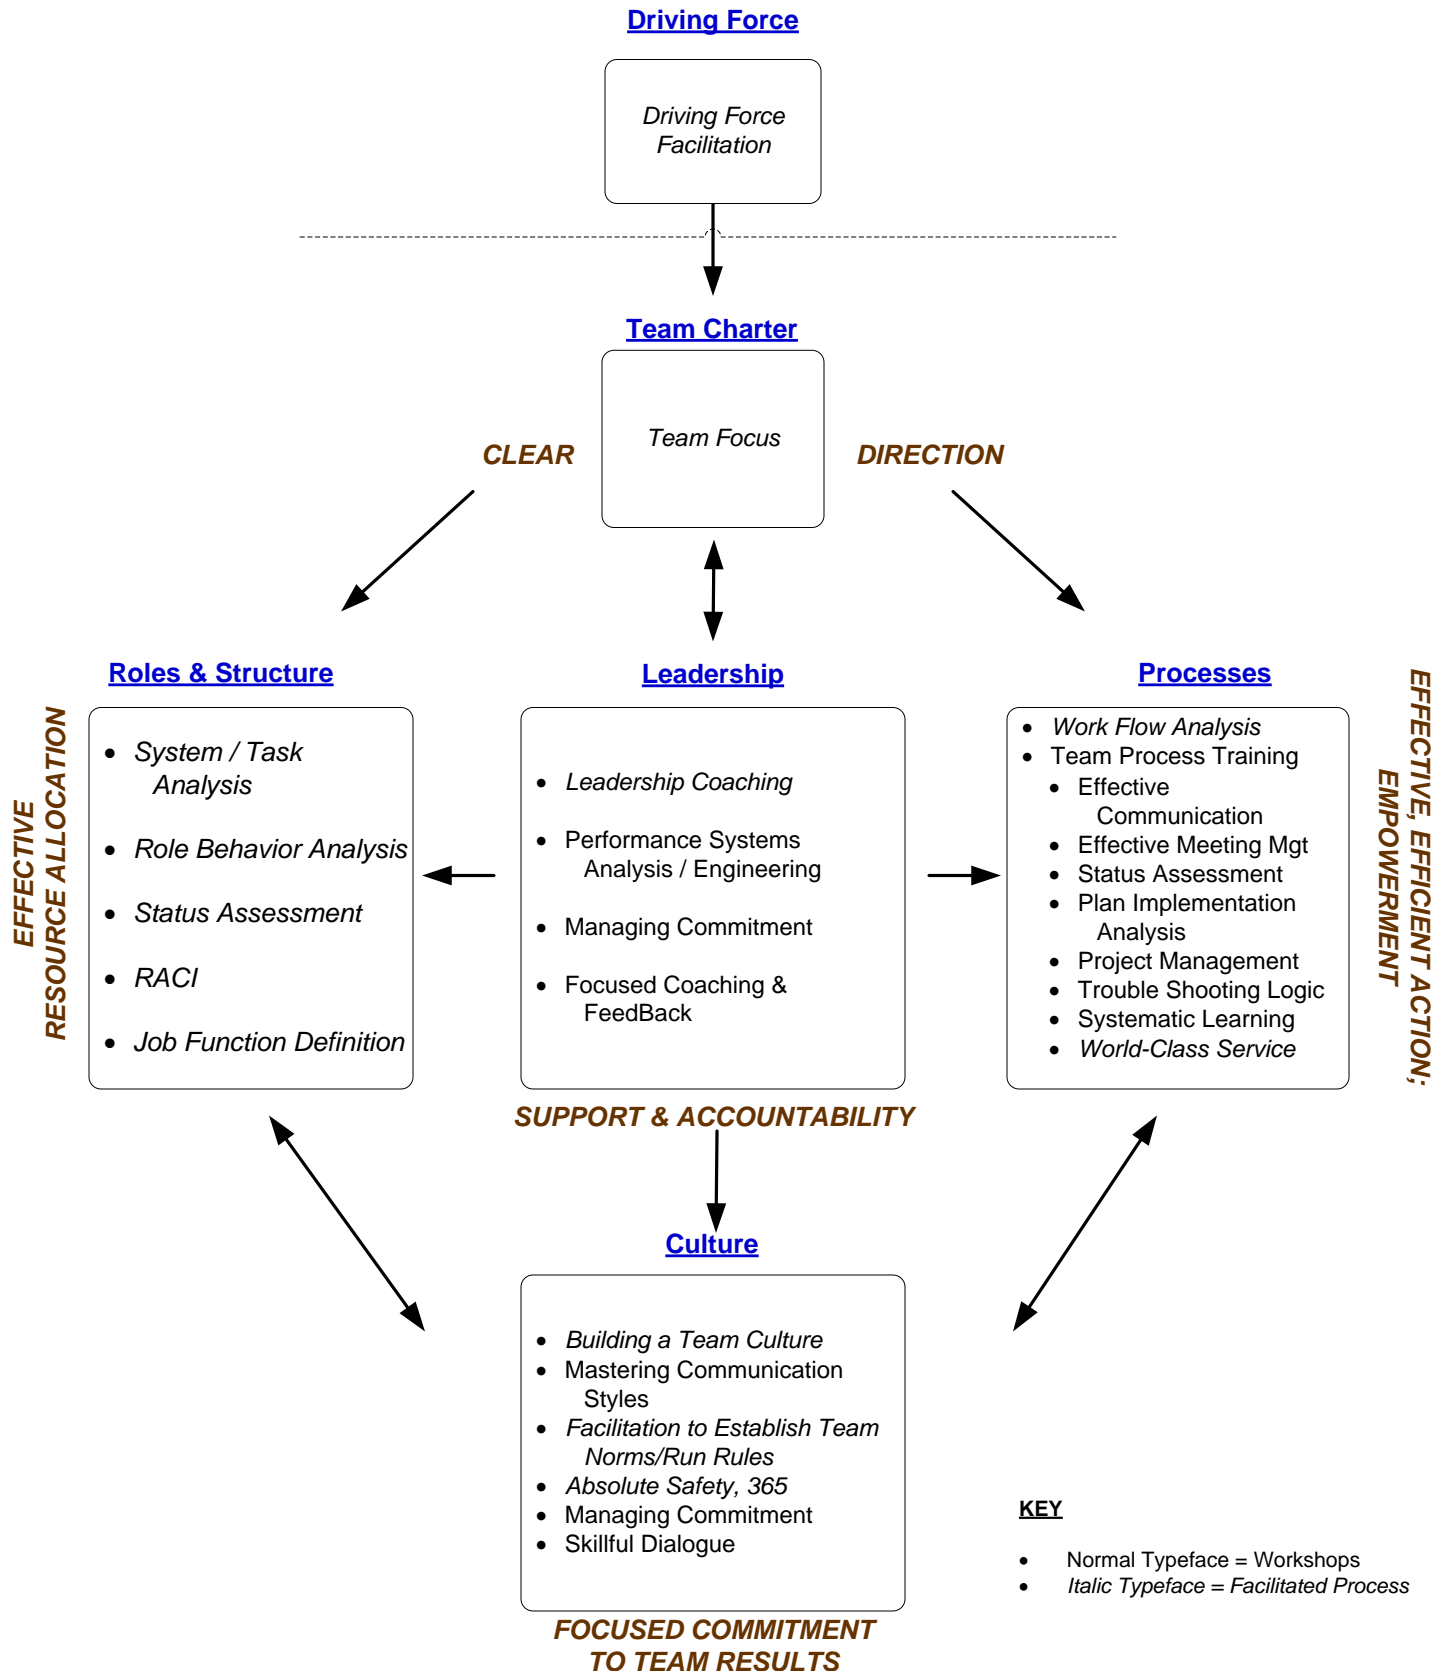 Driving Force
Driving Force
Facilitation
Team Charter
Team Focus
CLEAR
DIRECTION
Roles & Structure
EFFECTIVE
RESOURCE ALLOCATION
• System / Task
Analysis
• Role Behavior Analysis
• Status Assessment
• RACI
• Job Function Definition
Leadership
• Leadership Coaching
• Performance Systems
Analysis / Engineering
• Managing Commitment
• Focused Coaching &
FeedBack
SUPPORT & ACCOUNTABILITY
Processes
• Work Flow Analysis
• Team Process Training
• Effective
Communication
• Effective Meeting Mgt
• Status Assessment
• Plan Implementation
Analysis
• Project Management
• Trouble Shooting Logic
• Systematic Learning
• World-Class Service
EFFECTIVE, EFFICIENT ACTION;
EMPOWERMENT
Culture
• Building a Team Culture
• Mastering Communication
Styles
• Facilitation to Establish Team
Norms/Run Rules
• Absolute Safety, 365
• Managing Commitment
• Skillful Dialogue
FOCUSED COMMITMENT
TO TEAM RESULTS
KEY
• Normal Typeface = Workshops
• Italic Typeface = Facilitated Process